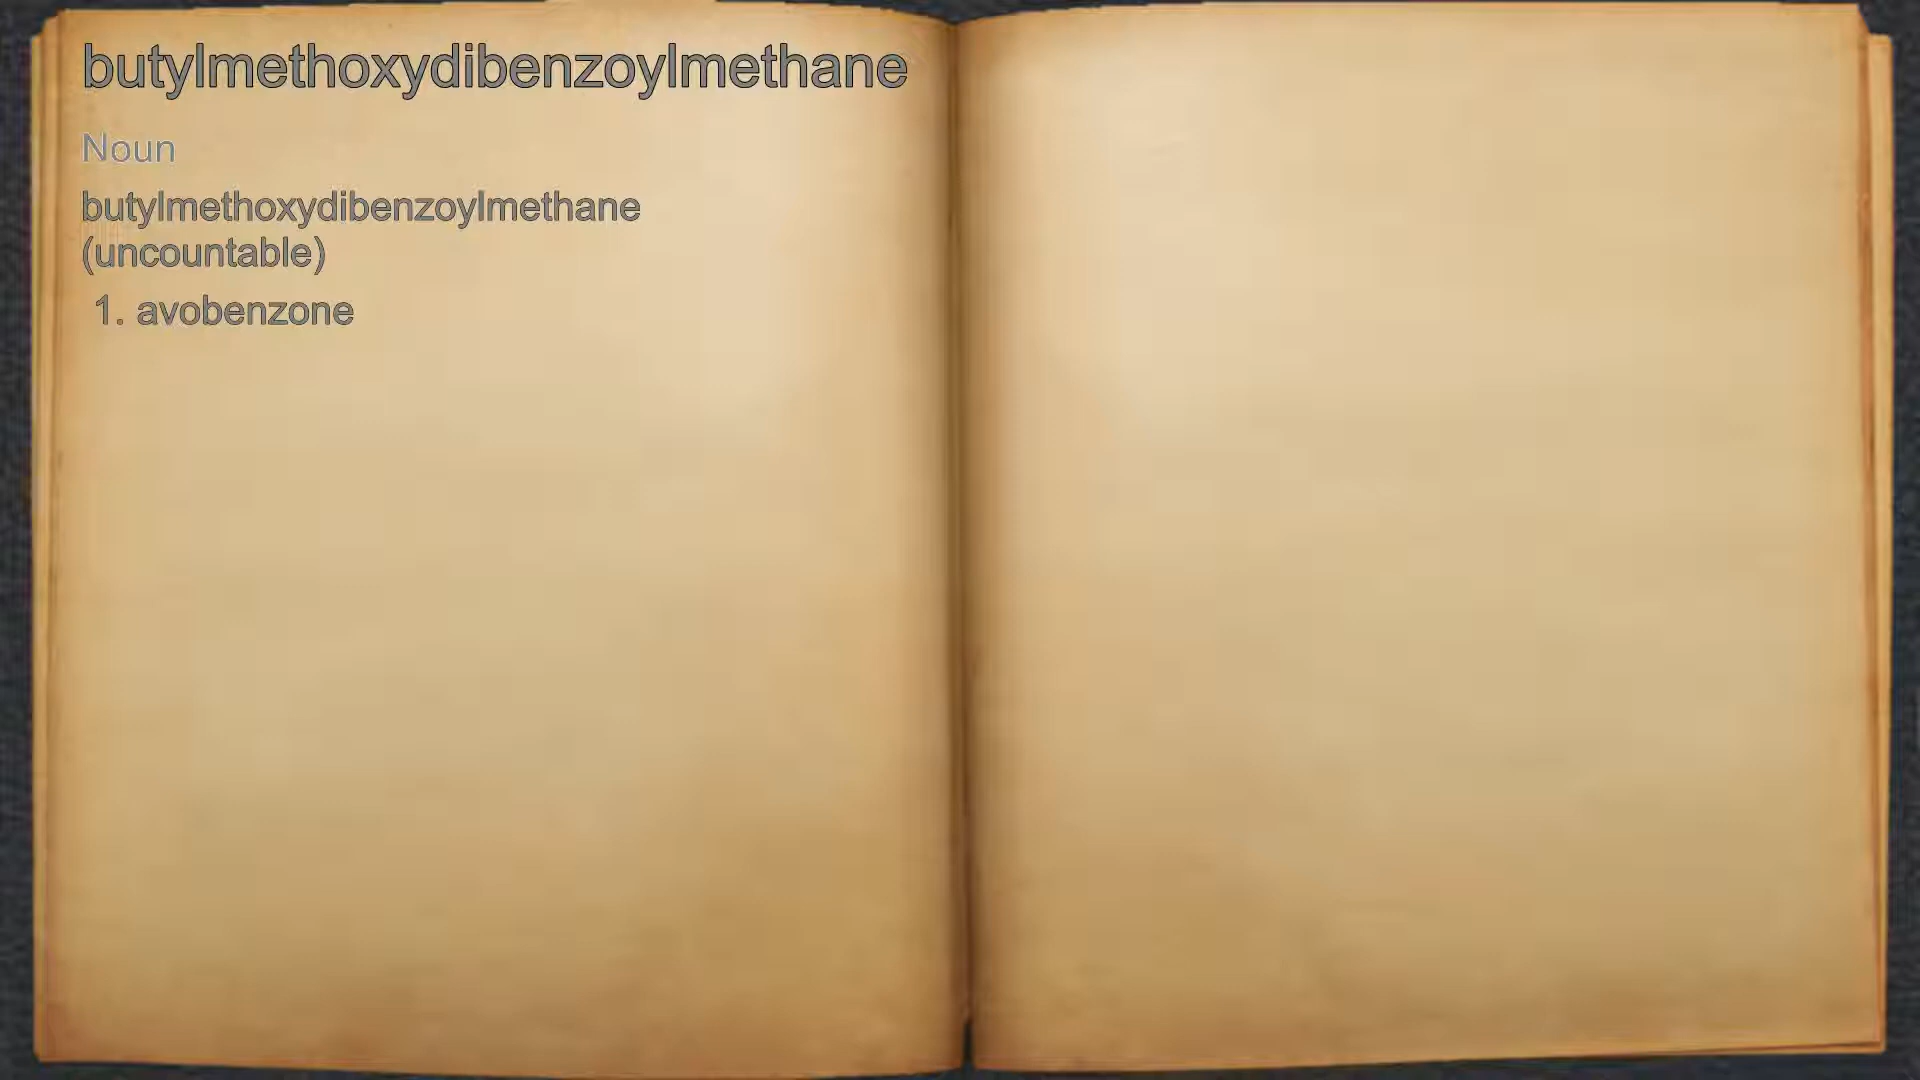 butylmethoxydibenzoylmethane
Noun
butylmethoxydibenzoylmethane
(uncountable)
1. avobenzone